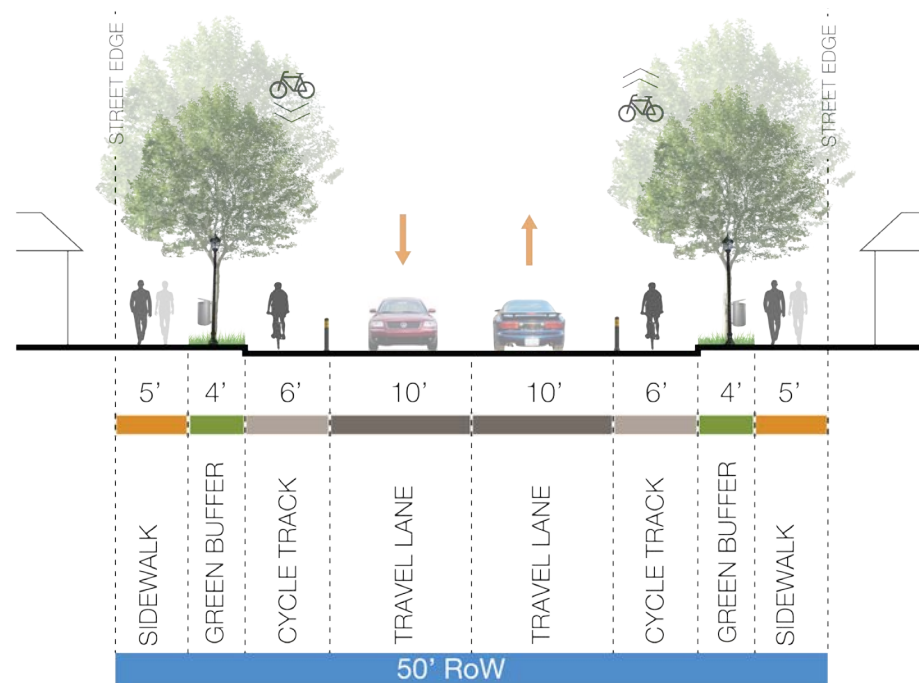 STREET EDGE
STREET EDGE
5’ 4’ 6’ 10’ 10’ 6’ 4’ 5’
SIDEWALK
GREEN BUFFER
CYCLE TRACK
TRAVEL LANE
TRAVEL LANE
CYCLE TRACK
GREEN BUFFER
SIDEWALK
50’ RoW